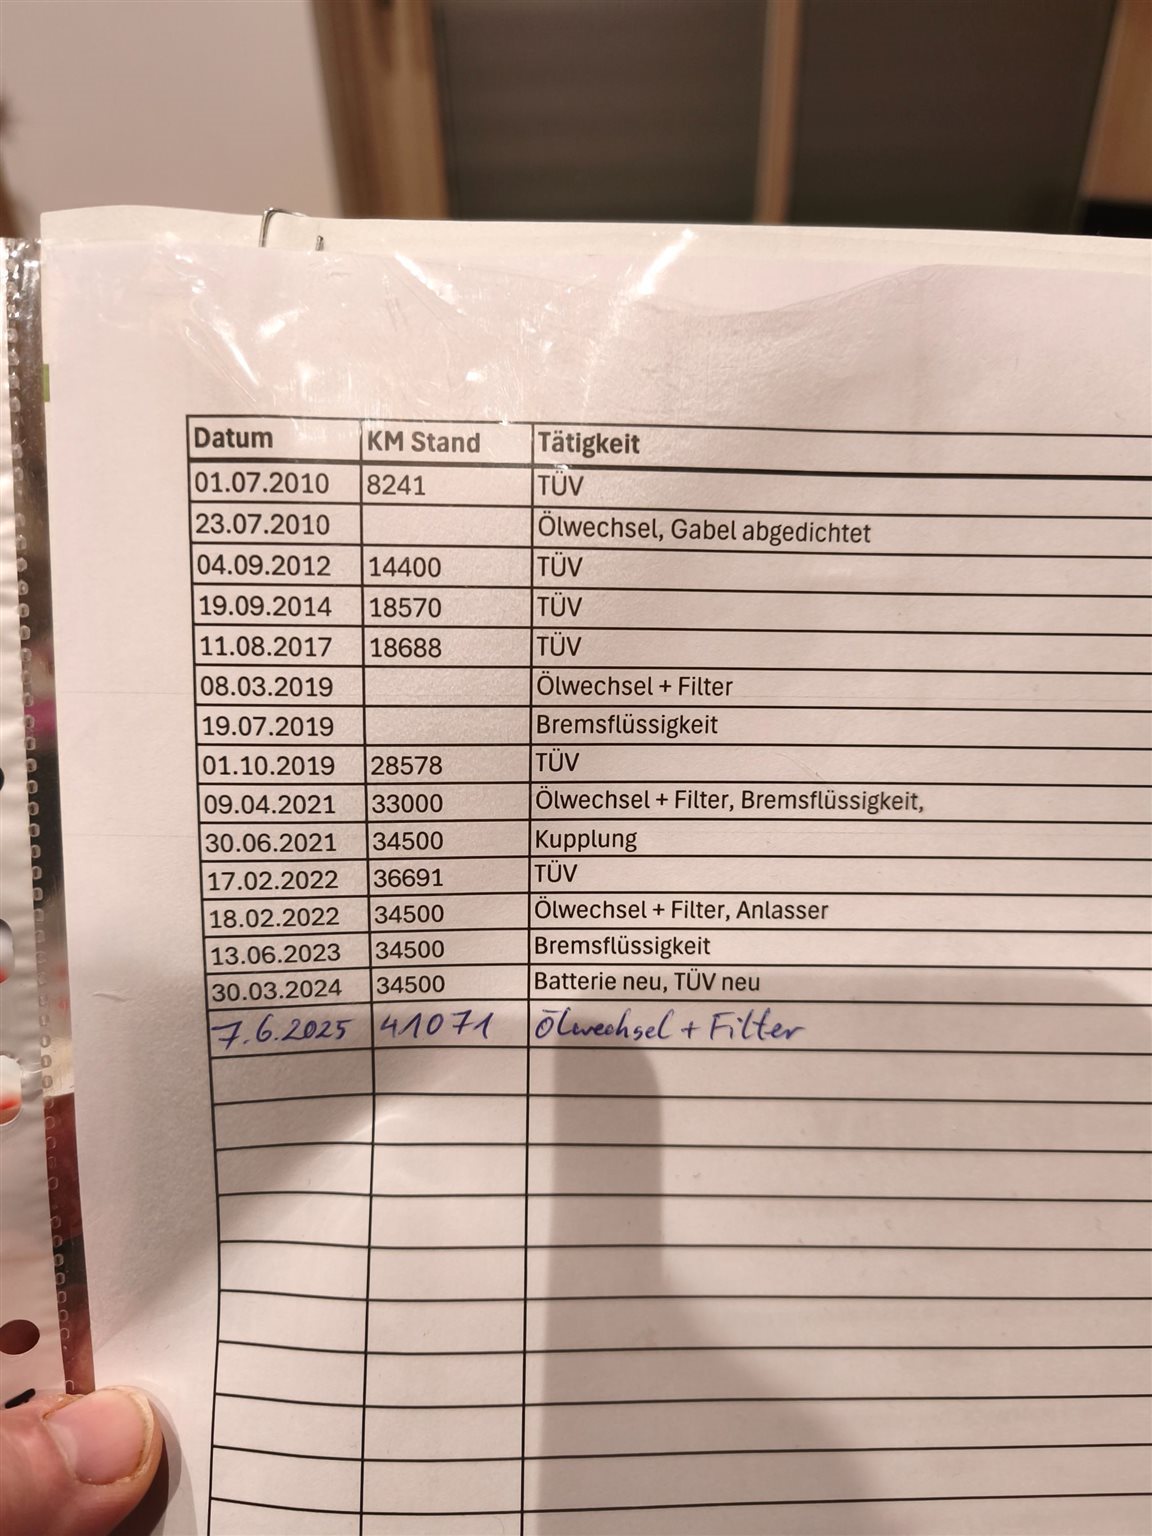 Datum KM Stand Tätigkeit
01.07.2010 8241 TÜV
23.07.2010 Ölwechsel, Gabel abgedichtet
04.09.2012 14400 TÜV
19.09.2014 18570 TÜV
11.08.2017 18688 TÜV
08.03.2019 Ölwechsel + Filter
19.07.2019 Bremsflüssigkeit
01.10.2019 28578 TÜV
09.04.2021 33000 Ölwechsel + Filter, Bremsflüssigkeit,
30.06.2021 34500 Kupplung
17.02.2022 36691 TÜV
18.02.2022 34500 Ölwechsel + Filter, Anlasser
13.06.2023 34500 Bremsflüssigkeit
30.03.2024 34500 Batterie neu, TÜV neu
7.6.2025 41071 Ölwechsel + Filter